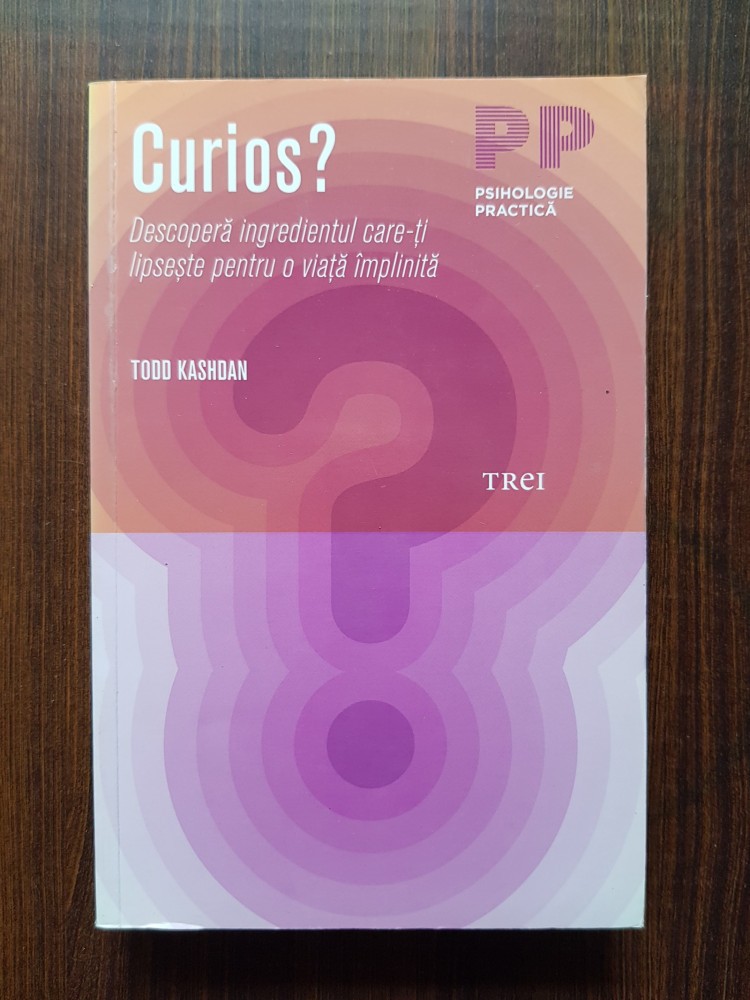 Curios?
Descoperă ingredientul care-ți
lipsește pentru o viață împlinită
TODD KASHDAN
PP
PSIHOLOGIE
PRACTICĂ
TREI